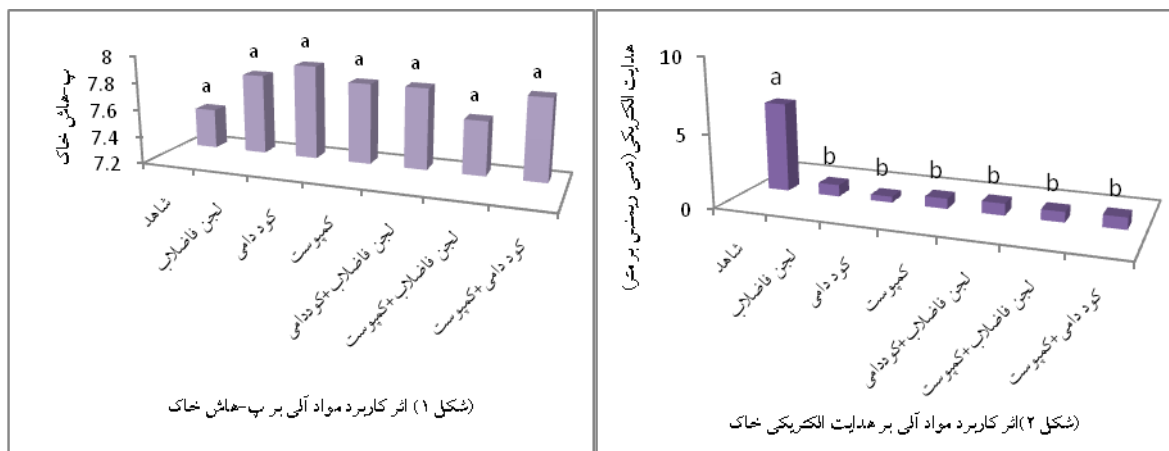 پ-هاش خاک
8
7.8
7.6
7.4
7.2
a
a
a
a
a
a
a
شاهد
لجن فاضلاب
کود دامی
کمپوست
لجن فاضلاب+کوددامی
لجن فاضلاب+کمپوست
کود دامی+کمپوست
(شکل ۱) اثر کاربرد مواد آلی بر پ-هاش خاک
هدایت الکتریکی(دسی زیمنس بر متر)
10
5
0
a
b
b
b
b
b
b
شاهد
لجن فاضلاب
کود دامی
کمپوست
لجن فاضلاب+کوددامی
لجن فاضلاب+کمپوست
کود دامی+کمپوست
(شکل ۲)اثر کاربرد مواد آلی بر هدایت الکتریکی خاک